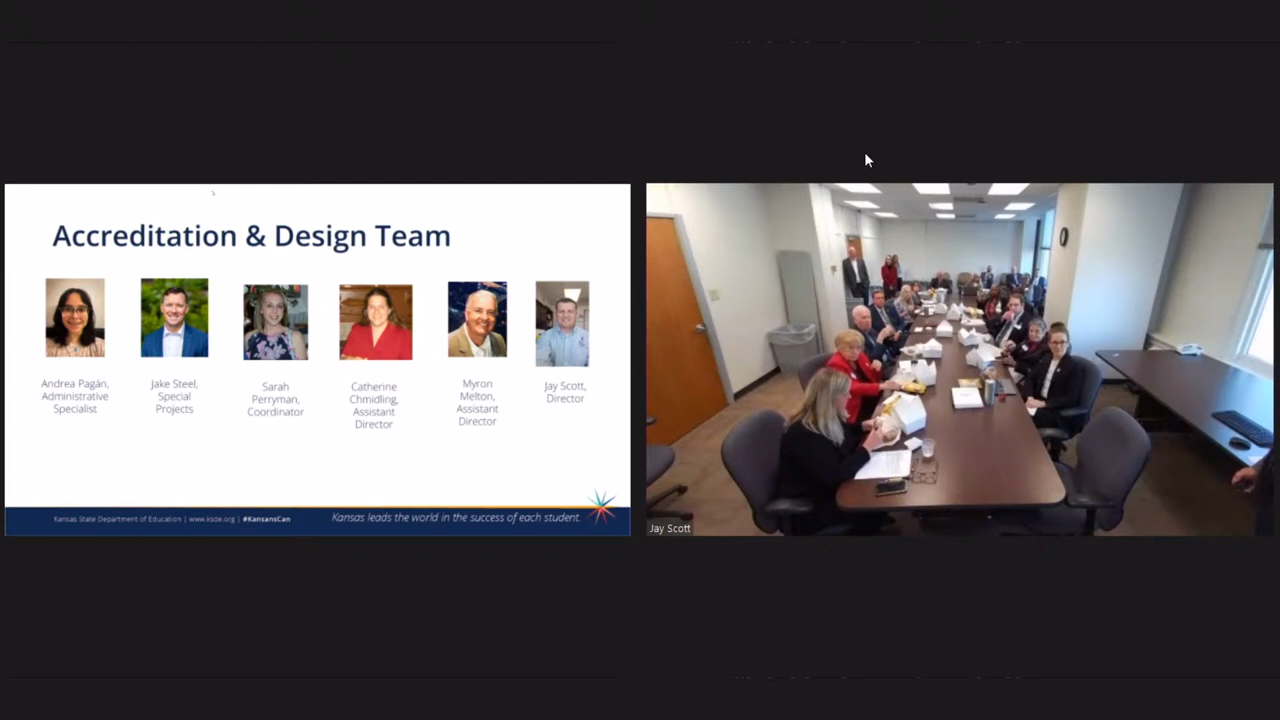 Accreditation & Design Team
Andrea Pagán,
Administrative
Specialist
Jake Steel,
Special
Projects
Sarah
Perryman,
Coordinator
Catherine
Chmidling,
Assistant
Director
Myron
Melton,
Assistant
Director
Jay Scott,
Director
Kansas State Department of Education | www.ksde.org | #KansansCan
Kansas leads the world in the success of each student.
Jay Scott